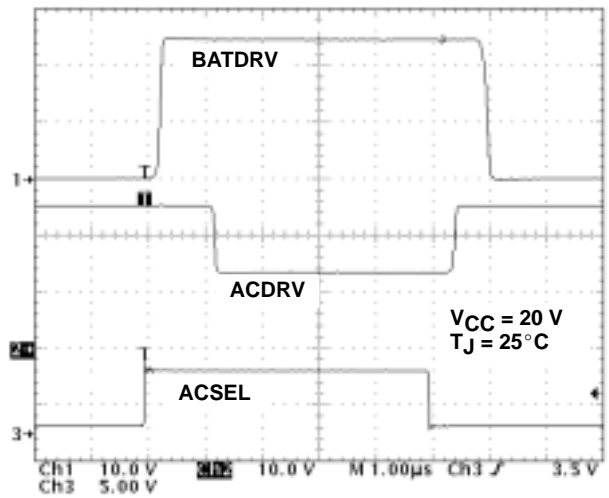 BATDRV
T
1→
ACDRV
VCC = 20 V
TJ = 25°C
2→
T
ACSEL
3→
Ch1 10.0 V Ch2 10.0 V M 1.00µs Ch3 3.5 V
Ch3 5.00 V